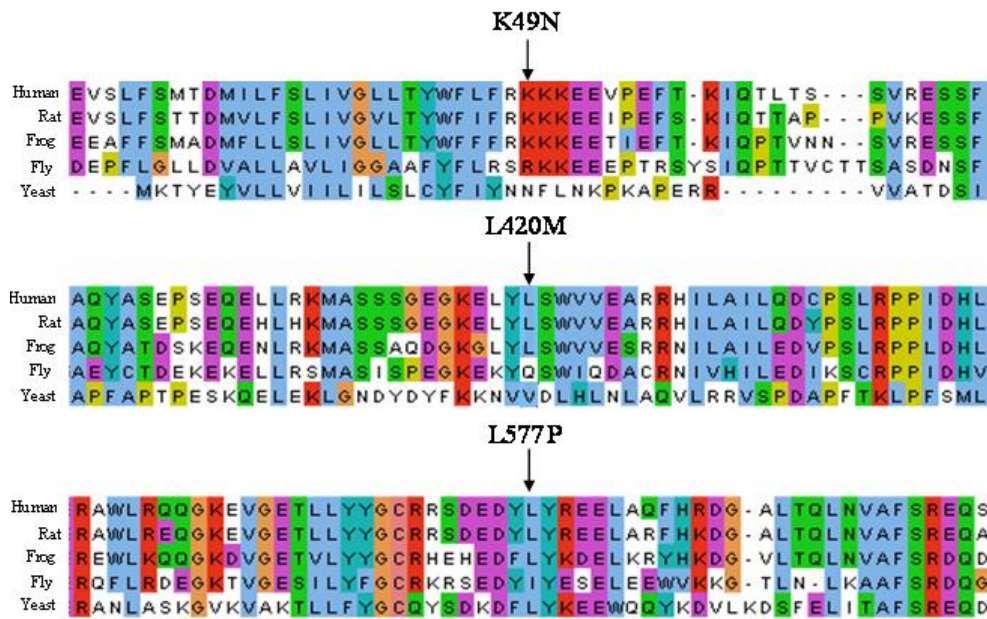 K49N
Human EVSLFSMTDMILFSLIVGLLTYWFLFRKKKEEVPEFT-KIQTLTS---SVRESSF
Rat EVSLFSTTDMVLFSLIVGVLTYWFIFRKKKEEIPEFS-KIQTTAP---PVKESSF
Frog EEAFFSMADMFLLSLIVGLLTYWFFFRKKKEETIEFT-KIQPTVNN--SVRESSF
Fly DEPFLGLLDVALLAVLIGGAAFYFLRSRKKEEEPTRSYSIQPTTVCTTSASDNSF
Yeast ----MKTYEYVLLVIILILSLCYFIYNNFLNKPKAPERR---------VVATDSI
L420M
Human AQYASEPSEQELLRKMASSSGEGKELYLSWVVEARRHILAILQDCPSLRPPIDHL
Rat AQYASEPSEQEHLHKMASSSGEGKELYLSWVVEARRHILAILQDYPSLRPPIDHL
Frog AQYATDSKEQENLRKMASSAQDGKGLYLSWVVESRRNILAILEDVPSLRPPLDHL
Fly AEYCTDEKEKELLRSMASISPEGKEKYQSWIQDACRNIVHILEDIKSCRPPIDHV
Yeast APFAPTPESKQELEKLGNDYDYFKKNVVDLHLNLAQVLRRVSPDAPFTKLPFSML
L577P
Human RAWLRQQGKEVGETLLYYGCRRSDEDYLYREELAQFHRDG-ALTQLNVAFSREQS
Rat RAWLREQGKEVGETLLYYGCRRSDEDYLYREELARFHKDG-ALTQLNVAFSREQA
Frog REWLKQQGKDVGETVLYYGCRHEHEDFLYKDELKRYHKDG-VLTQLNVAFSRDQD
Fly RQFLRDEGKTVGESILYFGCRKRSEDYIYESELEEWVKKG-TLN-LKAAFSRDQG
Yeast RANLASKGVKVAKTLLFYGCQYSDKDFLYKEEWQQYKDVLKDSFELITAFSREQD